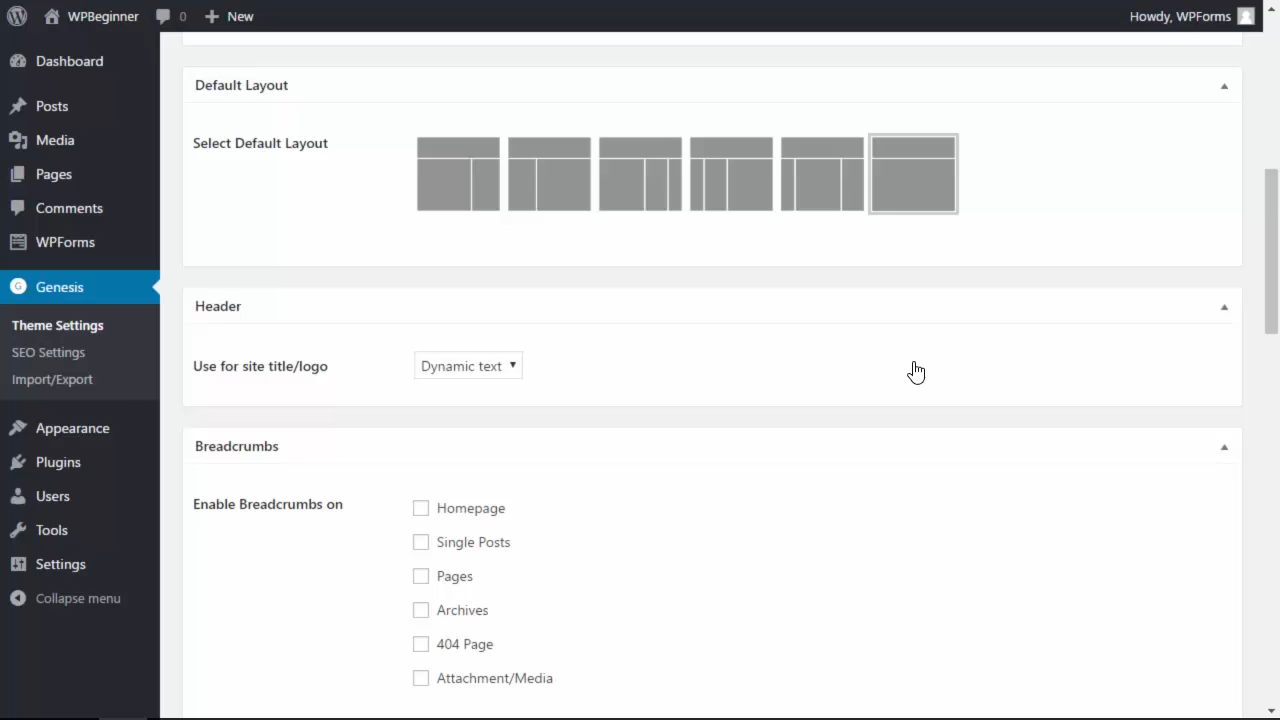 WPBeginner 0 New Howdy, WPForms
Dashboard
Posts
Media
Pages
Comments
WPForms
Genesis
Theme Settings
SEO Settings
Import/Export
Appearance
Plugins
Users
Tools
Settings
Collapse menu
Default Layout
Select Default Layout
Header
Use for site title/logo Dynamic text
Breadcrumbs
Enable Breadcrumbs on Homepage
Single Posts
Pages
Archives
404 Page
Attachment/Media